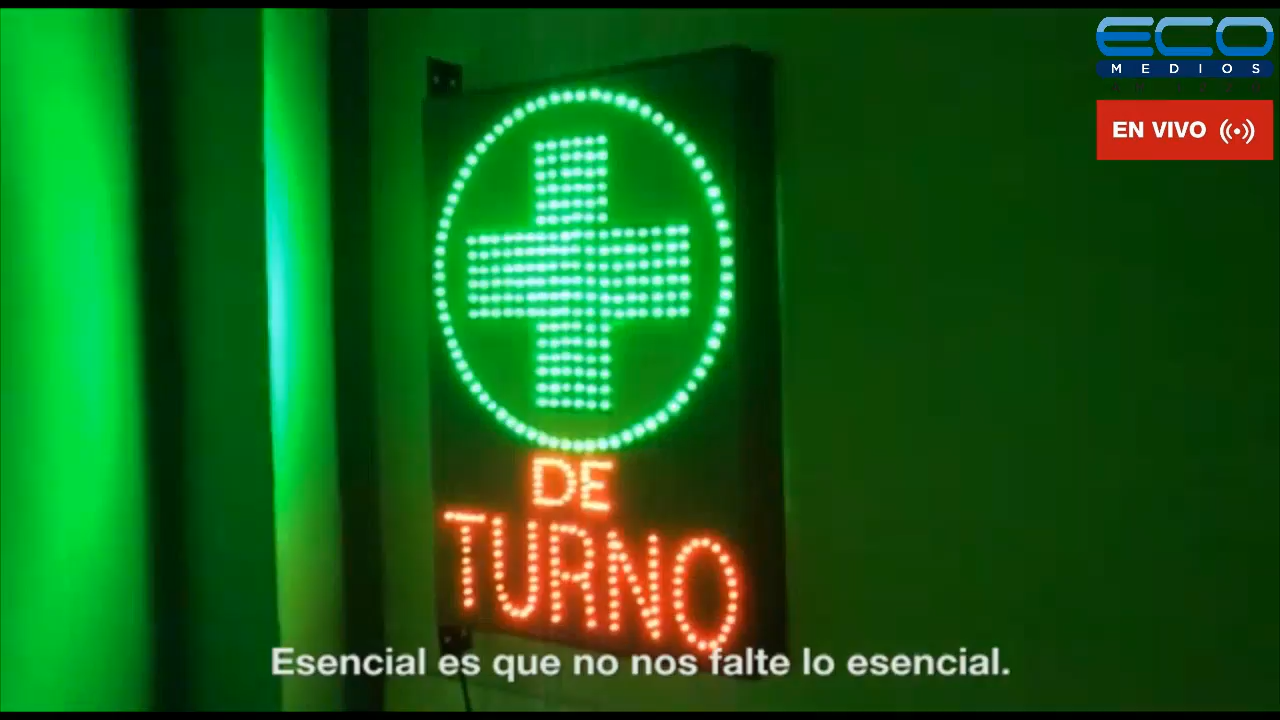 ECO
MEDIOS
EN VIVO
DE
TURNO
Esencial es que no nos falte lo esencial.